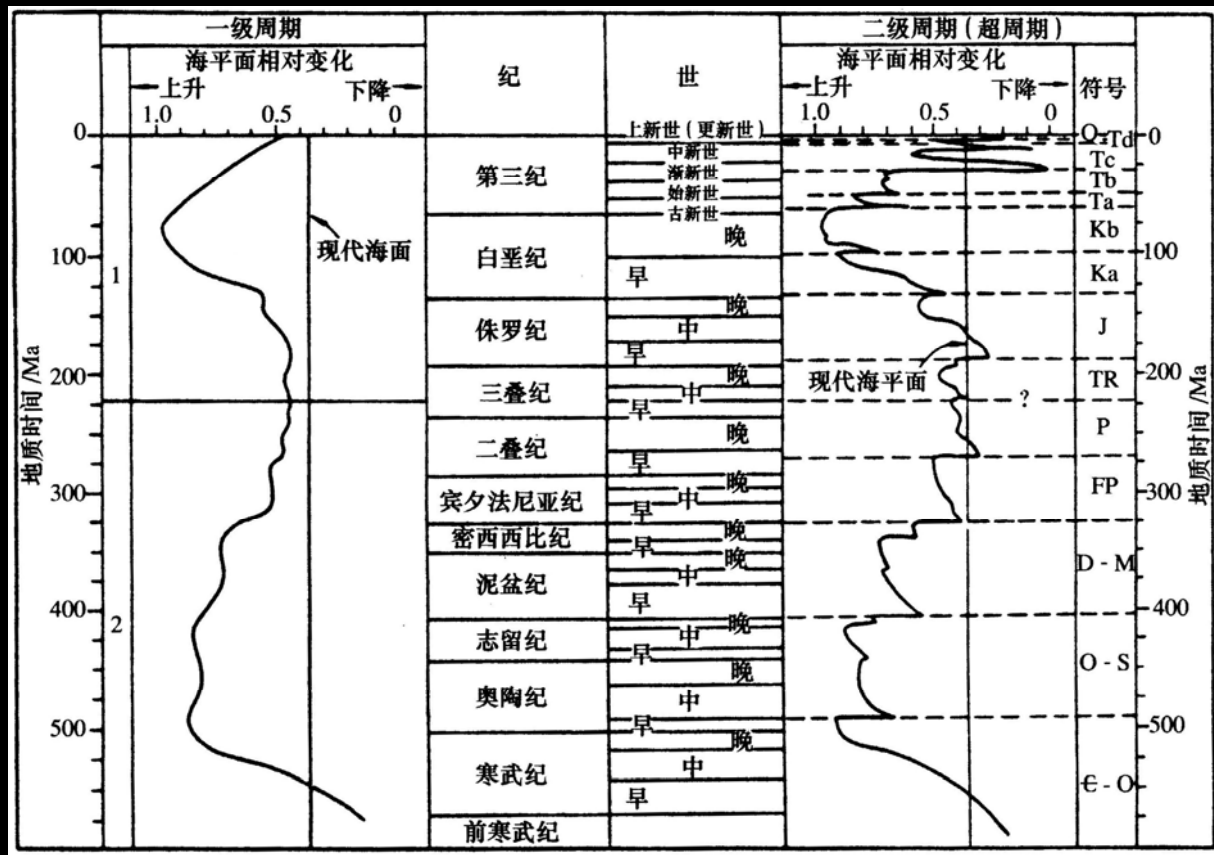 一级周期
二级周期(超周期)
海平面相对变化
纪
世
海平面相对变化
上升
下降
上升
下降
符号
1.0
0.5
0
1.0
0.5
0
0
上新世(更新世)
Q-Td
0
中新世
Tc
第三纪
渐新世
Tb
始新世
Ta
古新世
现代海面
晚
Kb
100
1
白垩纪
100
早
Ka
晚
侏罗纪
中
J
早
现代海平面
200
晚
TR
200
三叠纪
中
?
早
地质时间/Ma
二叠纪
晚
P
地质时间/Ma
早
晚
300
宾夕法尼亚纪
中
FP
300
早
密西西比纪
晚
早
晚
D-M
泥盆纪
中
早
400
400
2
晚
志留纪
中
早
O-S
晚
奥陶纪
中
500
早
500
晚
寒武纪
中
Є-O
早
前寒武纪